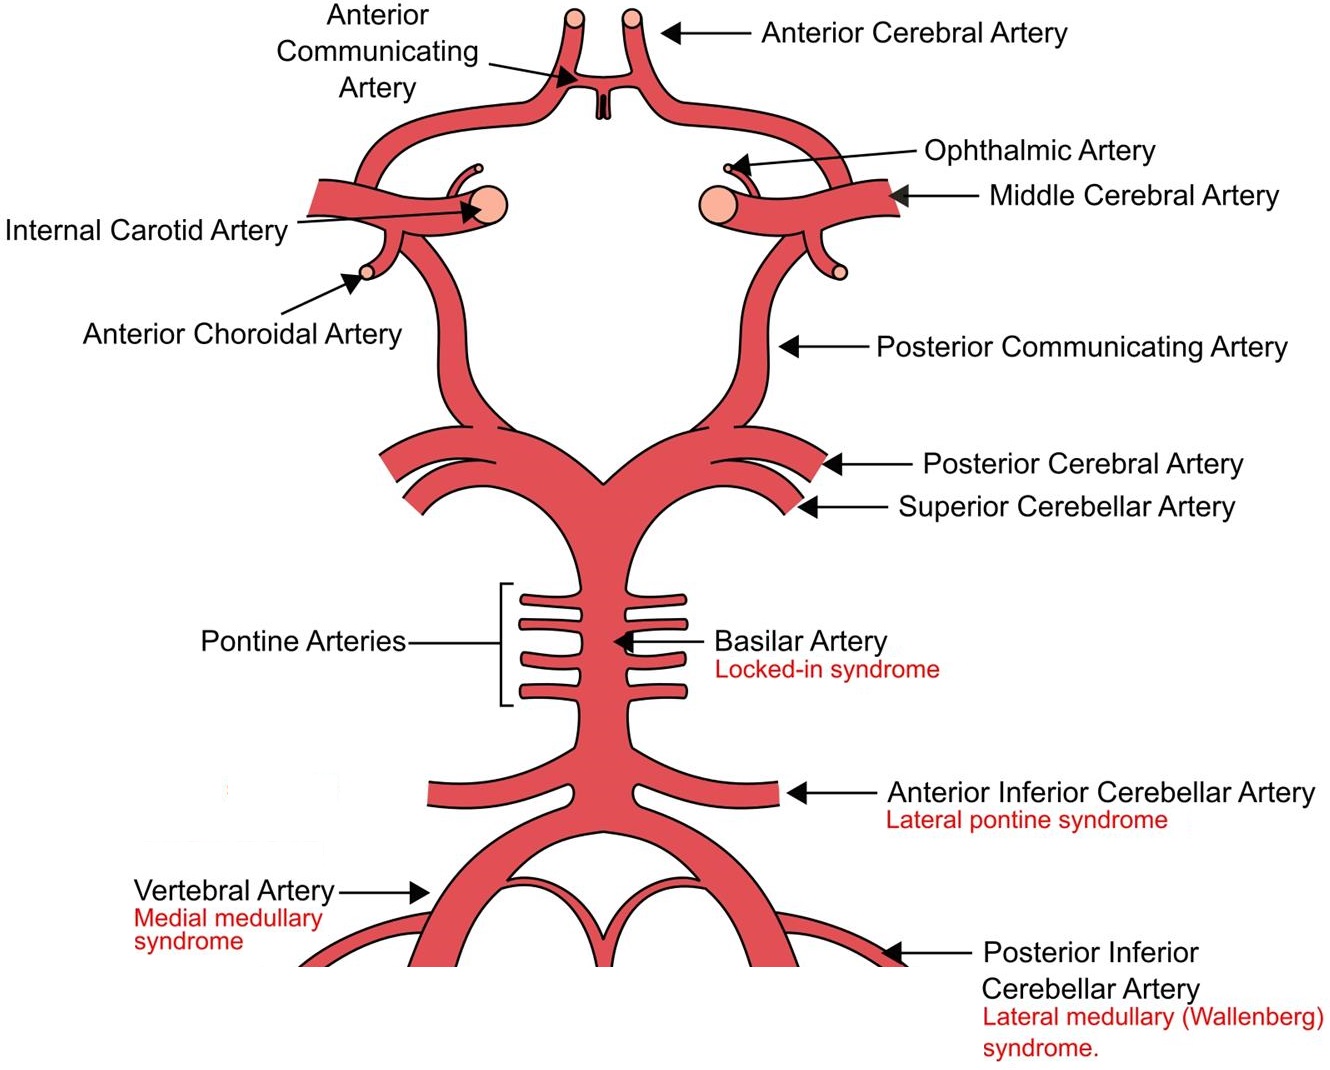 Anterior
Communicating
Artery
Anterior Cerebral Artery
Ophthalmic Artery
Middle Cerebral Artery
Internal Carotid Artery
Anterior Choroidal Artery
Posterior Communicating Artery
Posterior Cerebral Artery
Superior Cerebellar Artery
Pontine Arteries
Basilar Artery
Locked-in syndrome
Anterior Inferior Cerebellar Artery
Lateral pontine syndrome
Vertebral Artery
Medial medullary
syndrome
Posterior Inferior
Cerebellar Artery
Lateral medullary (Wallenberg)
syndrome.